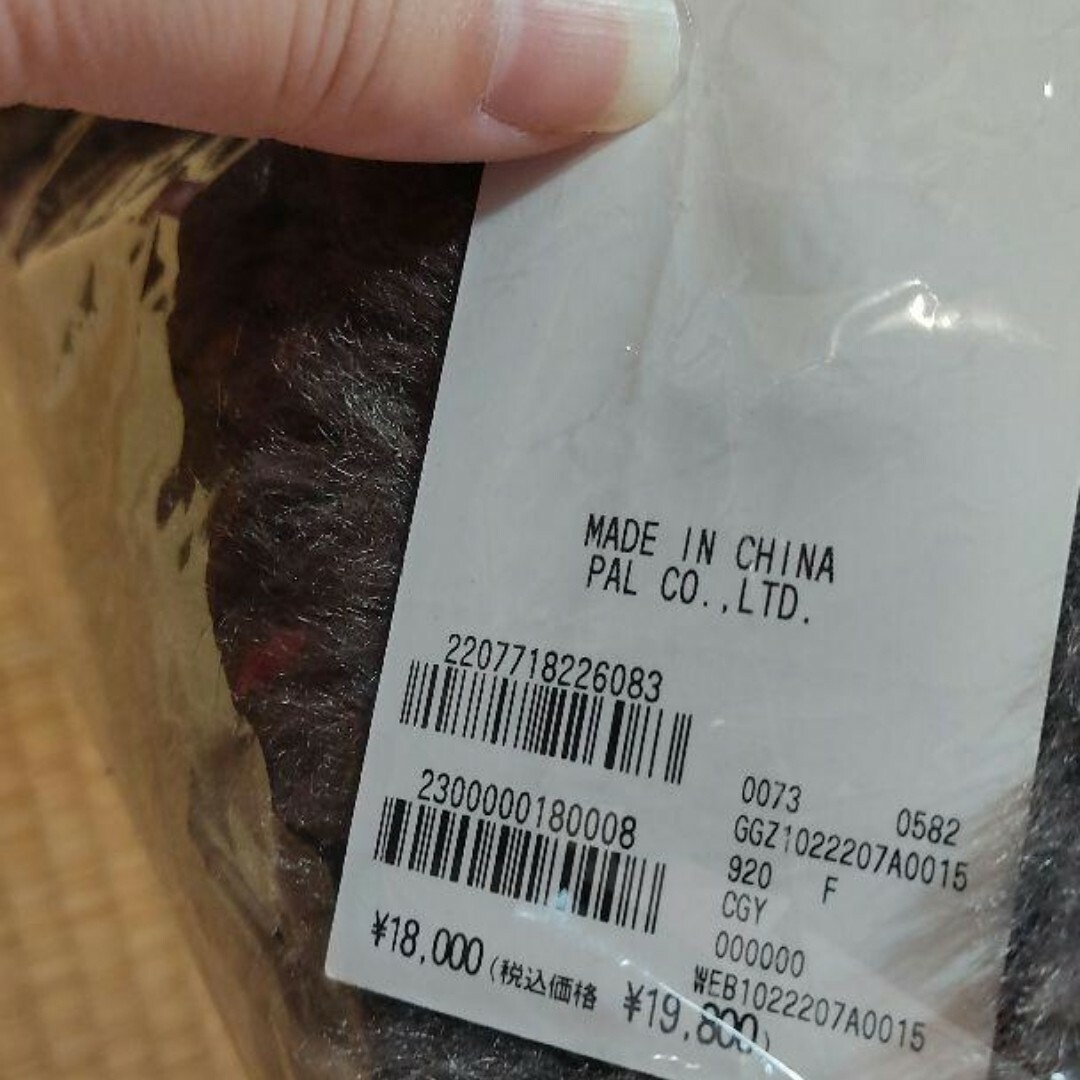 MADE IN CHINA
PAL CO.,LTD.
2207718226083
2300000180008
0073 0582
GGZ1022207A0015
920 F
CGY
000000
WEB1022207A0015
¥18,000(税込価格 ¥19,800)